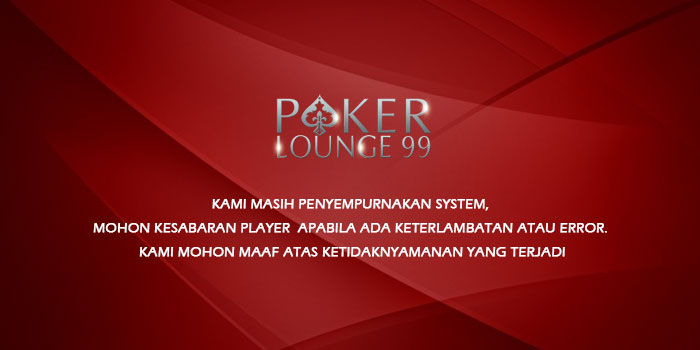 POKER
LOUNGE 99
KAMI MASIH PENYEMPURNAKAN SYSTEM,
MOHON KESABARAN PLAYER APABILA ADA KETERLAMBATAN ATAU ERROR.
KAMI MOHON MAAF ATAS KETIDAKNYAMANAN YANG TERJADI